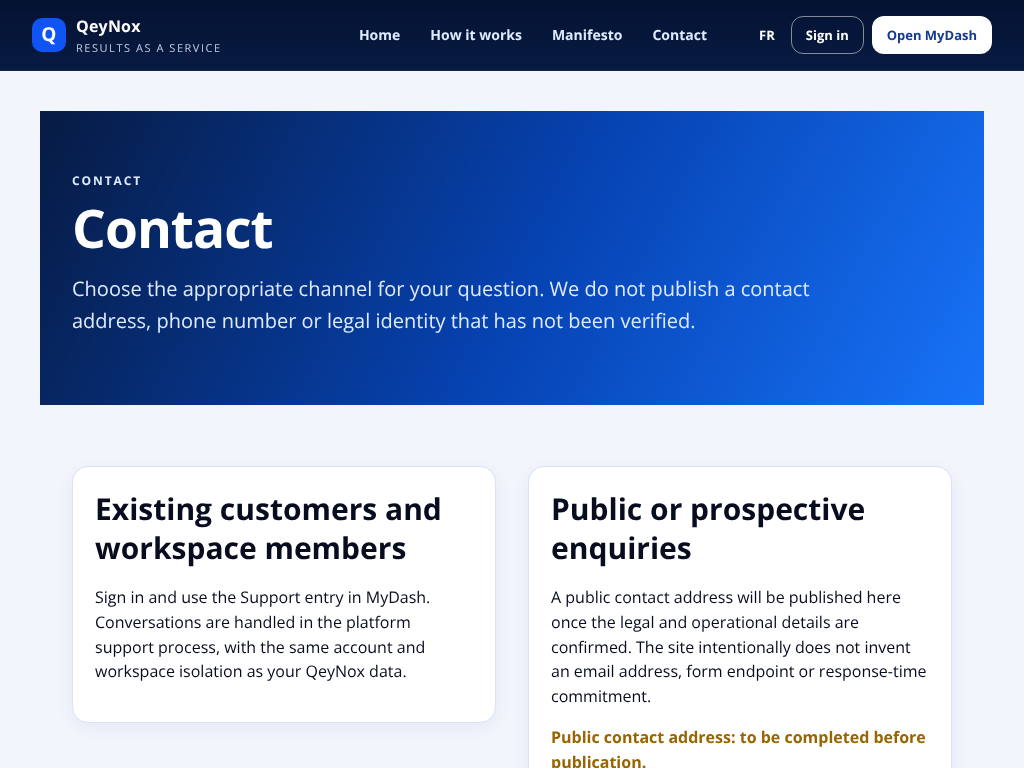 Q
QeyNox
RESULTS AS A SERVICE
Home
How it works
Manifesto
Contact
FR
Sign in
Open MyDash
CONTACT
Contact
Choose the appropriate channel for your question. We do not publish a contact
address, phone number or legal identity that has not been verified.
Existing customers and
workspace members
Sign in and use the Support entry in MyDash.
Conversations are handled in the platform
support process, with the same account and
workspace isolation as your QeyNox data.
Public or prospective
enquiries
A public contact address will be published here
once the legal and operational details are
confirmed. The site intentionally does not invent
an email address, form endpoint or response-time
commitment.
Public contact address: to be completed before
publication.